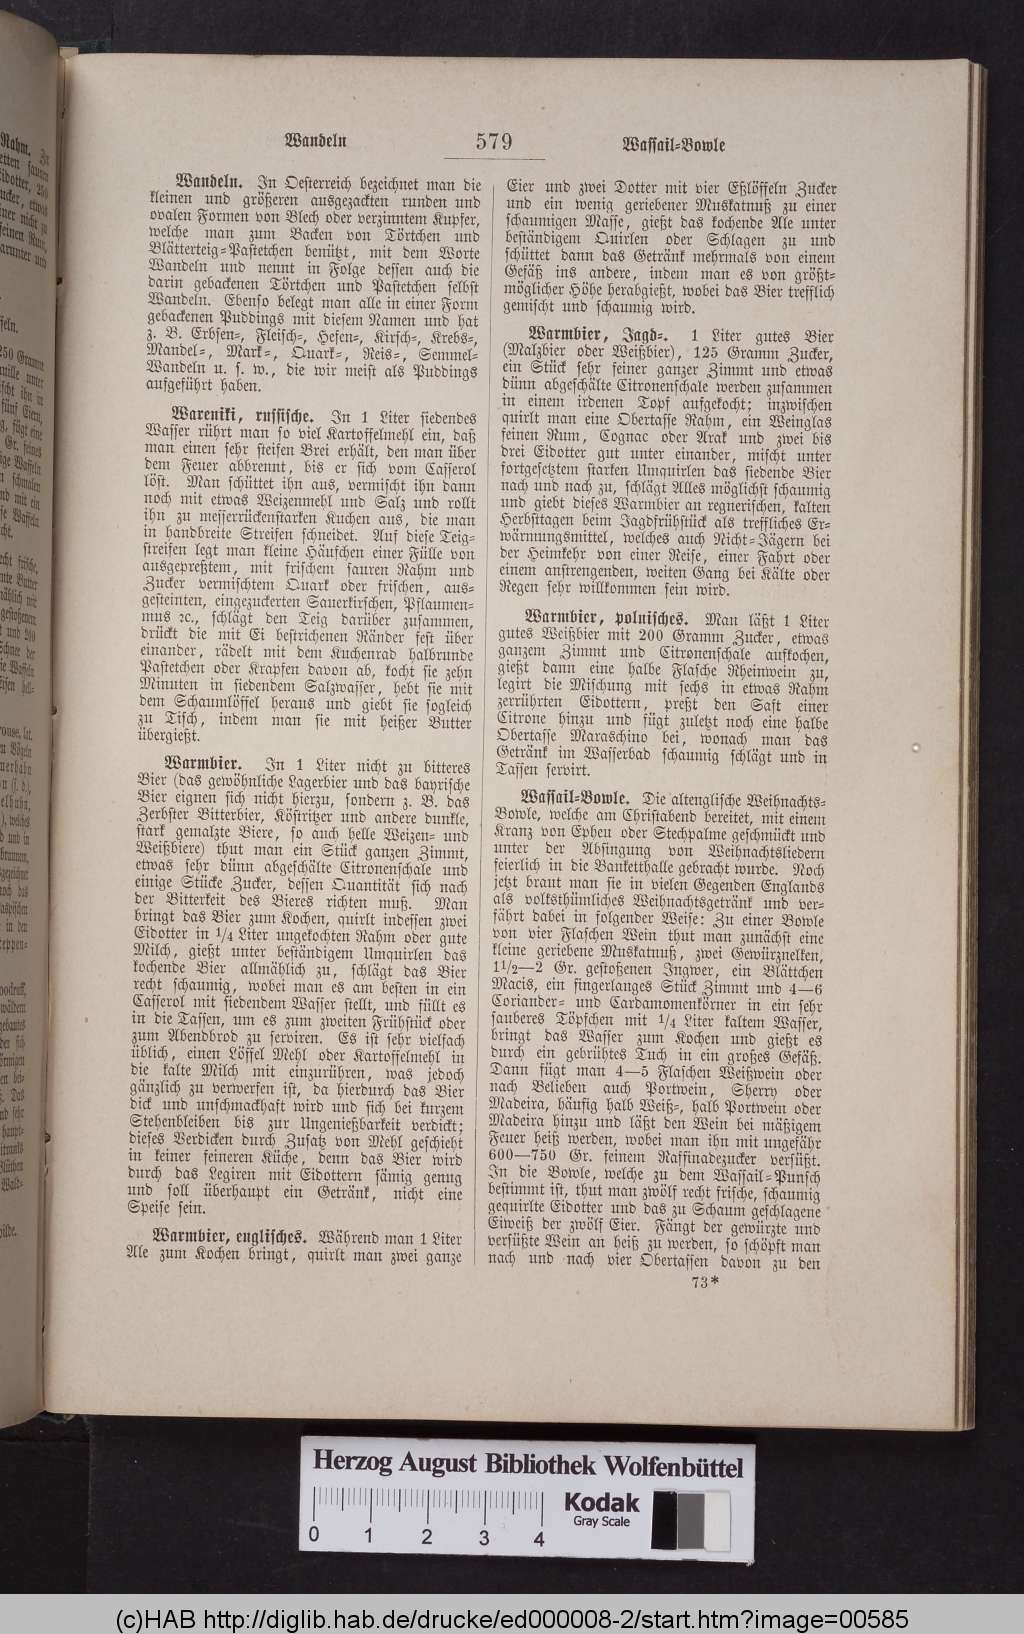 Wandeln
579
Wassail-Bowle
Wandeln. In Oesterreich bezeichnet man die
kleinen und größeren ausgezackten runden und
ovalen Formen von Blech oder verzinntem Kupfer,
welche man zum Backen von Törtchen und
Blätterteig-Pastetchen benützt, mit dem Worte
Wandeln und nennt in Folge dessen auch die
darin gebackenen Törtchen und Pastetchen selbst
Wandeln. Ebenso belegt man alle in einer Form
gebackenen Puddings mit diesem Namen und hat
z. B. Erbsen-, Fleisch-, Hefen-, Kirsch-, Krebs-,
Mandel-, Mark-, Quark-, Reis-, Semmel-
Wandeln u. s. w., die wir meist als Puddings
aufgeführt haben.
Wareniki, russische. In 1 Liter siedendes
Wasser rührt man so viel Kartoffelmehl ein, daß
man einen sehr steifen Brei erhält, den man über
dem Feuer abbrennt, bis er sich vom Casserol
löst. Man schüttet ihn aus, vermischt ihn dann
noch mit etwas Weizenmehl und Salz und rollt
ihn zu messerrückenstarken Kuchen aus, die man
in handbreite Streifen schneidet. Auf diese Teig-
streifen legt man kleine Häufchen einer Fülle von
ausgepreßtem, mit frischem sauren Rahm und
Zucker vermischtem Quark oder frischen, aus-
gesteinten, eingezuckerten Sauerkirschen, Pflaumen-
mus ꝛc., schlägt den Teig darüber zusammen,
drückt die mit Ei bestrichenen Ränder fest über
einander, rädelt mit dem Kuchenrad halbrunde
Pastetchen oder Krapfen davon ab, kocht sie zehn
Minuten in siedendem Salzwasser, hebt sie mit
dem Schaumlöffel heraus und giebt sie sogleich
zu Tisch, indem man sie mit heißer Butter
übergießt.
Warmbier. In 1 Liter nicht zu bitteres
Bier (das gewöhnliche Lagerbier und das bayrische
Bier eignen sich nicht hierzu, sondern z. B. das
Zerbster Bitterbier, Köstritzer und andere dunkle,
stark gemalzte Biere, so auch helle Weizen- und
Weißbiere) thut man ein Stück ganzen Zimmt,
etwas sehr dünn abgeschälte Citronenschale und
einige Stücke Zucker, dessen Quantität sich nach
der Bitterkeit des Bieres richten muß. Man
bringt das Bier zum Kochen, quirlt indessen zwei
Eidotter in 1/4 Liter ungekochten Rahm oder gute
Milch, gießt unter beständigem Umquirlen das
kochende Bier allmählich zu, schlägt das Bier
recht schaumig, wobei man es am besten in ein
Casserol mit siedendem Wasser stellt, und füllt es
in die Tassen, um es zum zweiten Frühstück oder
zum Abendbrod zu serviren. Es ist sehr vielfach
üblich, einen Löffel Mehl oder Kartoffelmehl in
die kalte Milch mit einzurühren, was jedoch
gänzlich zu verwerfen ist, da hierdurch das Bier
dick und unschmackhaft wird und sich bei kurzem
Stehenbleiben bis zur Ungenießbarkeit verdickt;
dieses Verdicken durch Zusatz von Mehl geschieht
in keiner feineren Küche, denn das Bier wird
durch das Legiren mit Eidottern sämig genug
und soll überhaupt ein Getränk, nicht eine
Speise sein.
Warmbier, englisches. Während man 1 Liter
Ale zum Kochen bringt, quirlt man zwei ganze
Eier und zwei Dotter mit vier Eßlöffeln Zucker
und ein wenig geriebener Muskatnuß zu einer
schaumigen Masse, gießt das kochende Ale unter
beständigem Quirlen oder Schlagen zu und
schüttet dann das Getränk mehrmals von einem
Gefäß ins andere, indem man es von größt-
möglicher Höhe herabgießt, wobei das Bier trefflich
gemischt und schaumig wird.
Warmbier, Jagd-. 1 Liter gutes Bier
(Malzbier oder Weißbier), 125 Gramm Zucker,
ein Stück sehr feiner ganzer Zimmt und etwas
dünn abgeschälte Citronenschale werden zusammen
in einem irdenen Topf aufgekocht; inzwischen
quirlt man eine Obertasse Rahm, ein Weinglas
feinen Rum, Cognac oder Arak und zwei bis
drei Eidotter gut unter einander, mischt unter
fortgesetztem starken Umquirlen das siedende Bier
nach und nach zu, schlägt Alles möglichst schaumig
und giebt dieses Warmbier an regnerischen, kalten
Herbsttagen beim Jagdfrühstück als treffliches Er-
wärmungsmittel, welches auch Nicht-Jägern bei
der Heimkehr von einer Reise, einer Fahrt oder
einem anstrengenden, weiten Gang bei Kälte oder
Regen sehr willkommen sein wird.
Warmbier, polnisches. Man läßt 1 Liter
gutes Weißbier mit 200 Gramm Zucker, etwas
ganzem Zimmt und Citronenschale aufkochen,
gießt dann eine halbe Flasche Rheinwein zu,
legirt die Mischung mit sechs in etwas Rahm
zerrührten Eidottern, preßt den Saft einer
Citrone hinzu und fügt zuletzt noch eine halbe
Obertasse Maraschino bei, wonach man das
Getränk im Wasserbad schaumig schlägt und in
Tassen servirt.
Wassail-Bowle. Die altenglische Weihnachts-
Bowle, welche am Christabend bereitet, mit einem
Kranz von Epheu oder Stechpalme geschmückt und
unter der Absingung von Weihnachtsliedern
feierlich in die Banketthalle gebracht wurde. Noch
jetzt braut man sie in vielen Gegenden Englands
als volksthümliches Weihnachtsgetränk und ver-
fährt dabei in folgender Weise: Zu einer Bowle
von vier Flaschen Wein thut man zunächst eine
kleine geriebene Muskatnuß, zwei Gewürznelken,
1 1/2—2 Gr. gestoßenen Ingwer, ein Blättchen
Macis, ein fingerlanges Stück Zimmt und 4—6
Coriander- und Cardamomenkörner in ein sehr
sauberes Töpfchen mit 1/4 Liter kaltem Wasser,
bringt das Wasser zum Kochen und gießt es
durch ein gebrühtes Tuch in ein großes Gefäß.
Dann fügt man 4—5 Flaschen Weißwein oder
nach Belieben auch Portwein, Sherry oder
Madeira, häufig halb Weiß-, halb Portwein oder
Madeira hinzu und läßt den Wein bei mäßigem
Feuer heiß werden, wobei man ihn mit ungefähr
600—750 Gr. feinem Raffinadezucker versüßt.
In die Bowle, welche zu dem Wassail-Punsch
bestimmt ist, thut man zwölf recht frische, schaumig
gequirlte Eidotter und das zu Schaum geschlagene
Eiweiß der zwölf Eier. Fängt der gewürzte und
versüßte Wein an heiß zu werden, so schöpft man
nach und nach vier Obertassen davon zu den
73*
Herzog August Bibliothek Wolfenbüttel
0 1 2 3 4
Kodak
Gray Scale
(c)HAB http://diglib.hab.de/drucke/ed000008-2/start.htm?image=00585